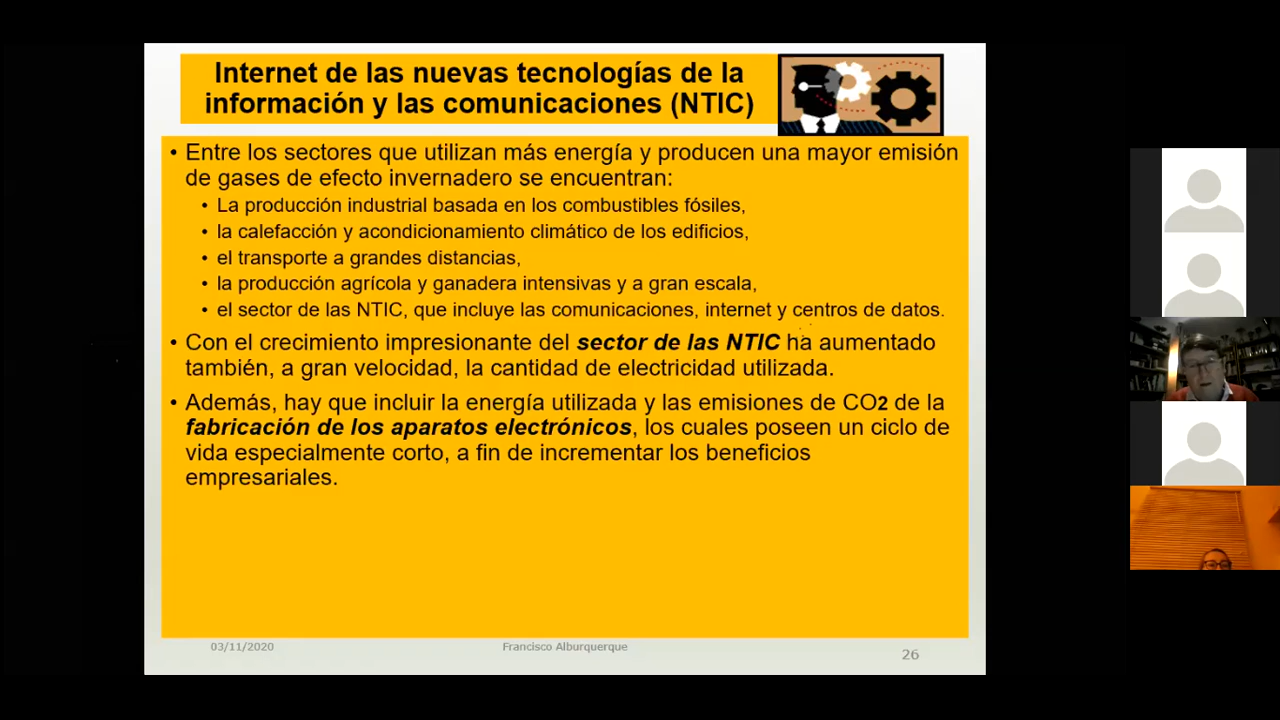 Internet de las nuevas tecnologías de la
información y las comunicaciones (NTIC)
• Entre los sectores que utilizan más energía y producen una mayor emisión
de gases de efecto invernadero se encuentran:
• La producción industrial basada en los combustibles fósiles,
• la calefacción y acondicionamiento climático de los edificios,
• el transporte a grandes distancias,
• la producción agrícola y ganadera intensivas y a gran escala,
• el sector de las NTIC, que incluye las comunicaciones, internet y centros de datos.
• Con el crecimiento impresionante del sector de las NTIC ha aumentado
también, a gran velocidad, la cantidad de electricidad utilizada.
• Además, hay que incluir la energía utilizada y las emisiones de CO2 de la
fabricación de los aparatos electrónicos, los cuales poseen un ciclo de
vida especialmente corto, a fin de incrementar los beneficios
empresariales.
03/11/2020
Francisco Alburquerque
26